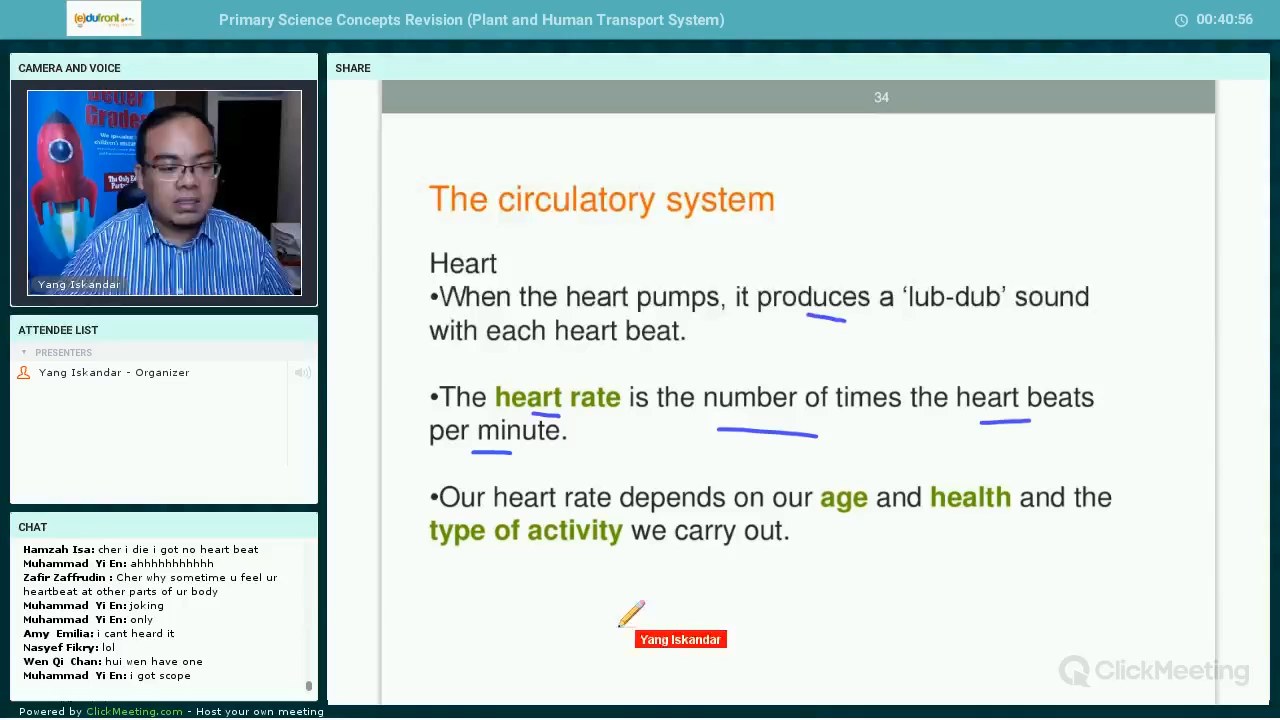 (e)dufront
Primary Science Concepts Revision (Plant and Human Transport System)
00:40:56
CAMERA AND VOICE
SHARE
Better
Grades
Yang Iskandar
34
The circulatory system
Heart
•When the heart pumps, it produces a ‘lub-dub’ sound
with each heart beat.
•The heart rate is the number of times the heart beats
per minute.
•Our heart rate depends on our age and health and the
type of activity we carry out.
Yang Iskandar
ClickMeeting
ATTENDEE LIST
PRESENTERS
Yang Iskandar - Organizer
CHAT
Hamzah Isa: cher i die i got no heart beat
Muhammad Yi En: ahhhhhhhhhhh
Zafir Zaffrudin : Cher why sometime u feel ur
heartbeat at other parts of ur body
Muhammad Yi En: joking
Muhammad Yi En: only
Amy Emilia: i cant heard it
Nasyef Fikry: lol
Wen Qi Chan: hui wen have one
Muhammad Yi En: i got scope
Powered by ClickMeeting.com - Host your own meeting